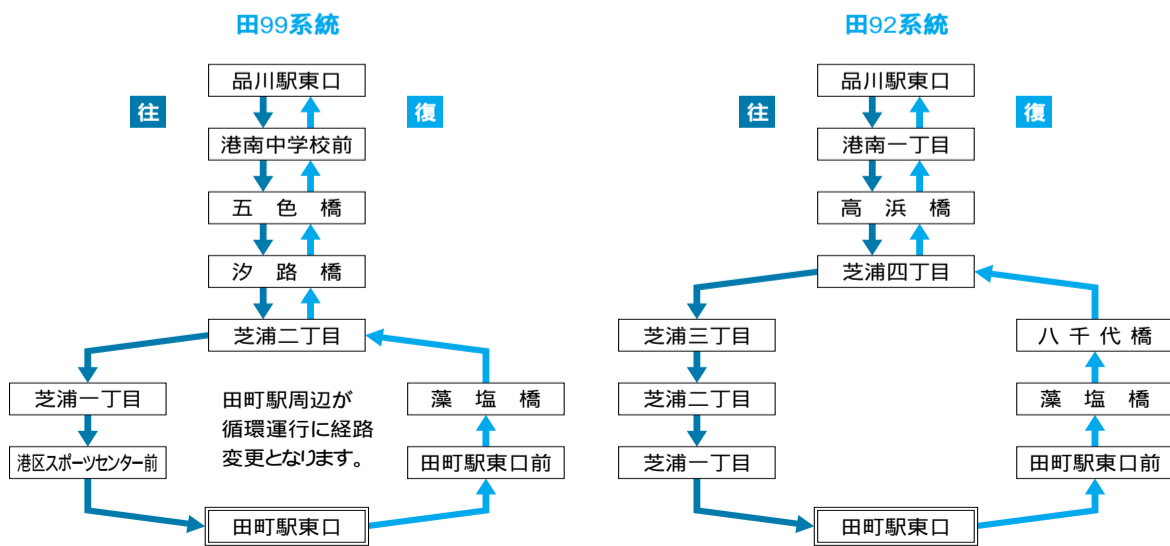 田99系統
往
復
品川駅東口
港南中学校前
五色橋
汐路橋
芝浦二丁目
芝浦一丁目
港区スポーツセンター前
田町駅周辺が
循環運行に経路
変更となります。
藻塩橋
田町駅東口前
田町駅東口
田92系統
往
復
品川駅東口
港南一丁目
高浜橋
芝浦四丁目
芝浦三丁目
芝浦二丁目
芝浦一丁目
八千代橋
藻塩橋
田町駅東口前
田町駅東口